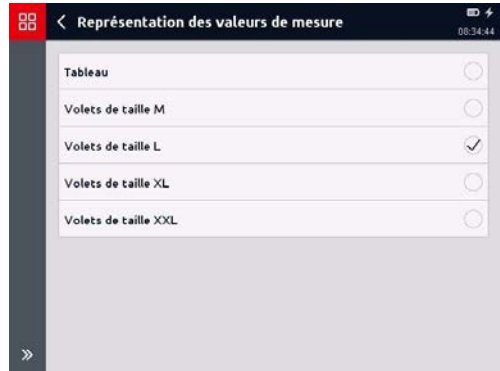 Représentation des valeurs de mesure
08:34:44
Tableau
Volets de taille M
Volets de taille L
Volets de taille XL
Volets de taille XXL